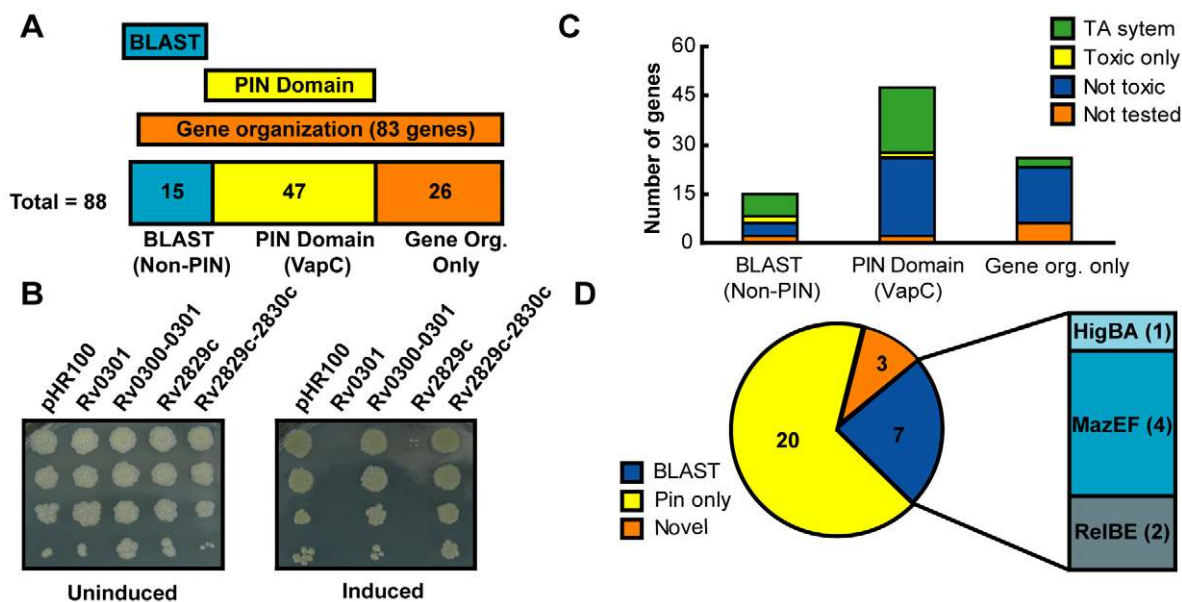 A
BLAST
PIN Domain
Gene organization (83 genes)
Total = 88
15
47
26
BLAST
(Non-PIN)
PIN Domain
(VapC)
Gene Org.
Only
B
pHR100
Rv0301
Rv0300-0301
Rv2829c
Rv2829c-2830c
pHR100
Rv0301
Rv0300-0301
Rv2829c
Rv2829c-2830c
Uninduced
Induced
C
Number of genes
60
45
30
15
0
BLAST
(Non-PIN)
PIN Domain
(VapC)
Gene org. only
TA sytem
Toxic only
Not toxic
Not tested
D
3
20
7
BLAST
Pin only
Novel
HigBA (1)
MazEF (4)
RelBE (2)